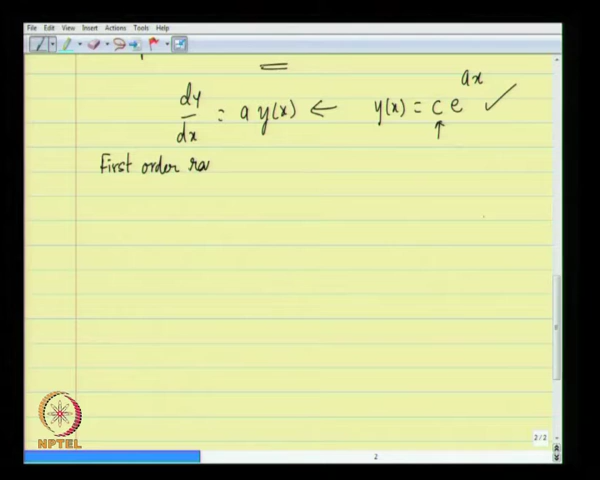 File Edit View Insert Actions Tools Help
dy/dx = a y(x) ← y(x) = c e^{ax} ✓
↑
First order ra
NPTEL
2/2
2